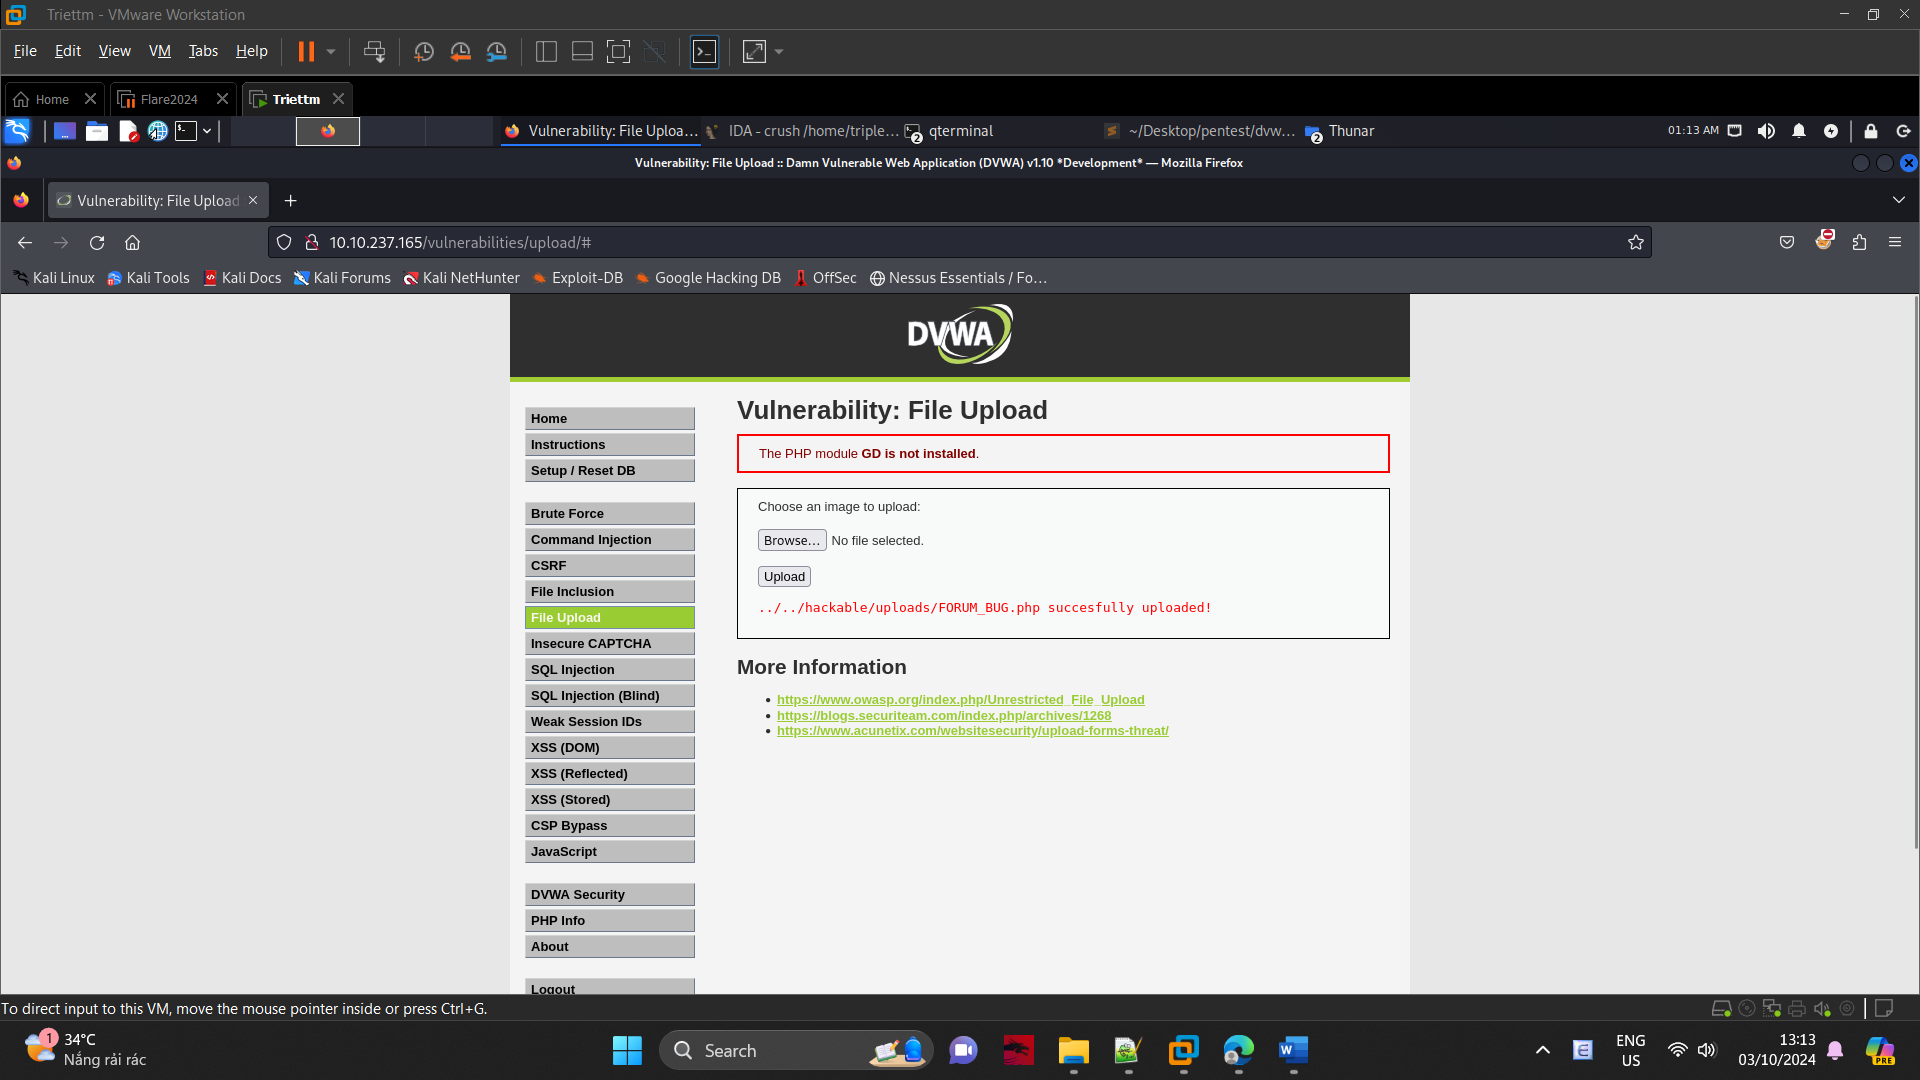 Triettm - VMware Workstation
File Edit View VM Tabs Help
Home Flare2024 Triettm
Vulnerability: File Uploa... IDA - crush /home/triple... 2 qterminal ~/Desktop/pentest/dvw... 2 Thunar 01:13 AM
Vulnerability: File Upload :: Damn Vulnerable Web Application (DVWA) v1.10 *Development* — Mozilla Firefox
Vulnerability: File Upload
10.10.237.165/vulnerabilities/upload/#
Kali Linux Kali Tools Kali Docs Kali Forums Kali NetHunter Exploit-DB Google Hacking DB OffSec Nessus Essentials / Fo...
DVWA
Home
Instructions
Setup / Reset DB
Brute Force
Command Injection
CSRF
File Inclusion
File Upload
Insecure CAPTCHA
SQL Injection
SQL Injection (Blind)
Weak Session IDs
XSS (DOM)
XSS (Reflected)
XSS (Stored)
CSP Bypass
JavaScript
DVWA Security
PHP Info
About
Logout
Vulnerability: File Upload
The PHP module GD is not installed.
Choose an image to upload:
Browse... No file selected.
Upload
../../hackable/uploads/FORUM_BUG.php succesfully uploaded!
More Information
https://www.owasp.org/index.php/Unrestricted_File_Upload
https://blogs.securiteam.com/index.php/archives/1268
https://www.acunetix.com/websitesecurity/upload-forms-threat/
To direct input to this VM, move the mouse pointer inside or press Ctrl+G.
1 34°C
Nắng rải rác
Search
ENG
US
13:13
03/10/2024
PRE